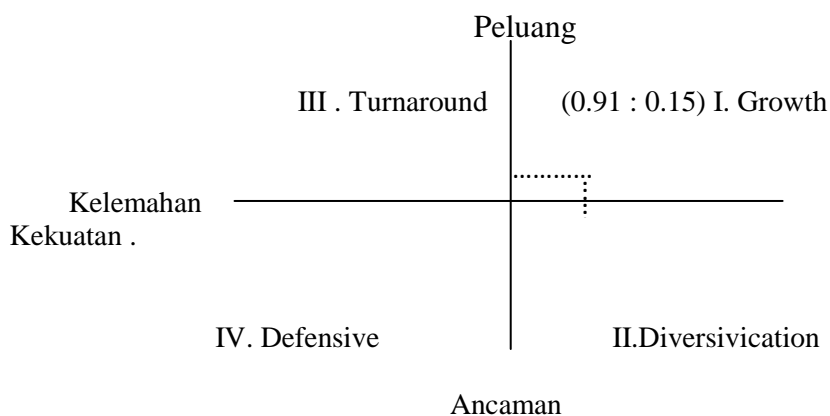 Peluang
III . Turnaround (0.91 : 0.15) I. Growth
Kelemahan
Kekuatan .
IV. Defensive II.Diversivication
Ancaman